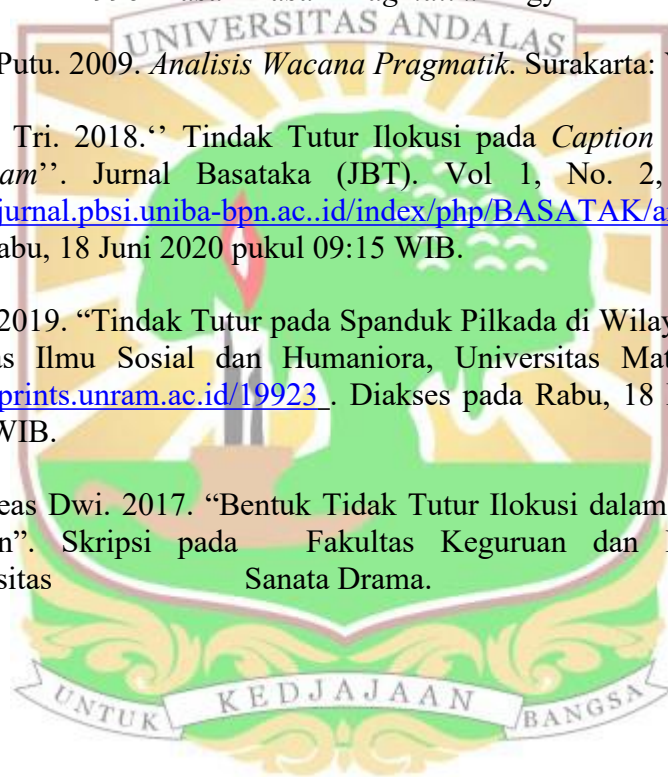 UNIVERSITAS ANDALAS
Putu. 2009. Analisis Wacana Pragmatik. Surakarta:
Tri. 2018.‘’ Tindak Tutur Ilokusi pada Caption
am’’. Jurnal Basataka (JBT). Vol 1, No. 2,
jurnal.pbsi.uniba-bpn.ac..id/index/php/BASATAK/a
abu, 18 Juni 2020 pukul 09:15 WIB.
2019. “Tindak Tutur pada Spanduk Pilkada di Wilay
as Ilmu Sosial dan Humaniora, Universitas Mat
prints.unram.ac.id/19923 . Diakses pada Rabu, 18
WIB.
eas Dwi. 2017. “Bentuk Tidak Tutur Ilokusi dalam
n”. Skripsi pada Fakultas Keguruan dan
sitas Sanata Drama.
UNTUK KEDJAJAAN BANGSA